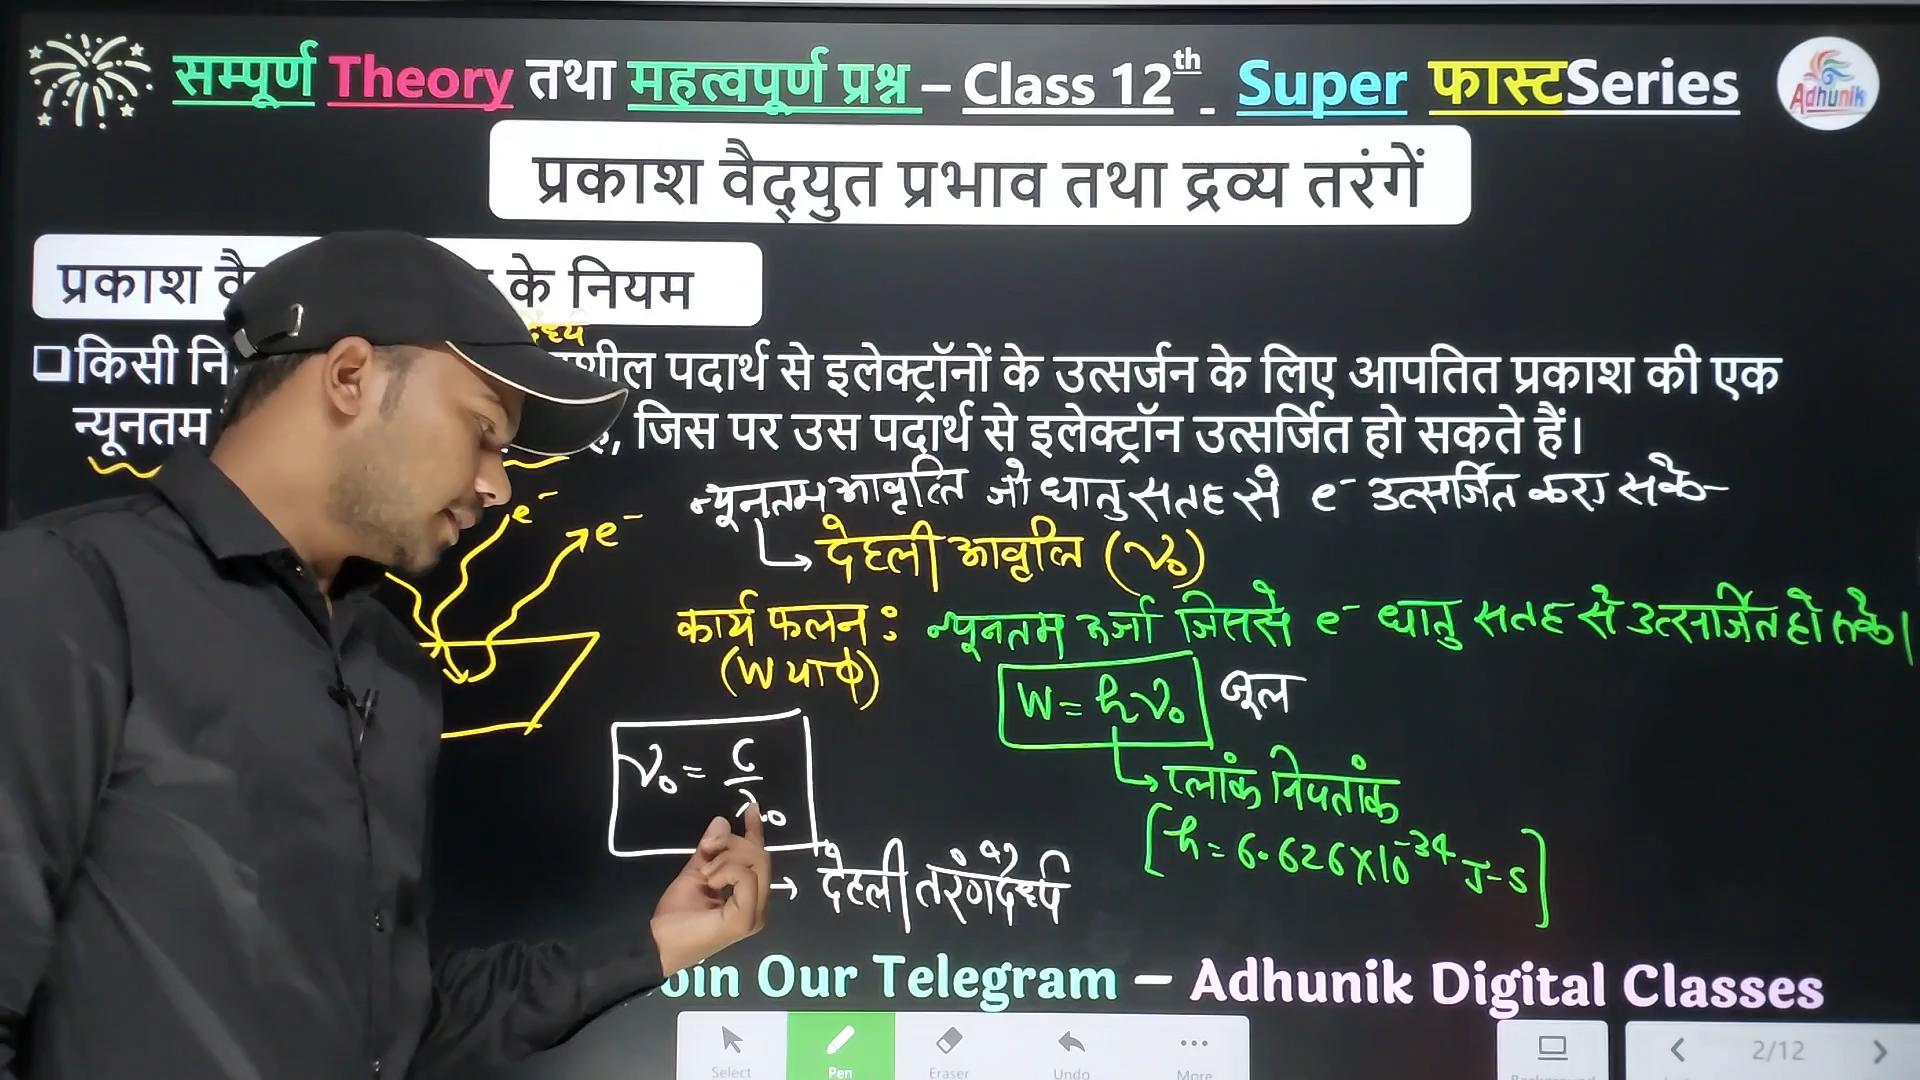 सम्पूर्ण Theory तथा महत्वपूर्ण प्रश्न – Class 12th - Super फास्टSeries
Adhunik
प्रकाश वैद्युत प्रभाव तथा द्रव्य तरंगें
प्रकाश के नियम
किसी पदार्थ से इलेक्ट्रॉनों के उत्सर्जन के लिए आपतित प्रकाश की एक
न्यूनतम जिस पर उस पदार्थ से इलेक्ट्रॉन उत्सर्जित हो सकते हैं।
न्यूनतम आवृत्ति जो धातु सतह से e⁻ उत्सर्जित करा सके
e⁻ e⁻
देहली आवृत्ति (ν₀)
कार्य फलन : न्यूनतम ऊर्जा जिससे e⁻ धातु सतह से उत्सर्जित हो सके।
(W या ϕ)
W = hν₀ जूल
ν₀ = c/λ₀
प्लांक नियतांक
[h = 6.626×10⁻³⁴ J-s]
→ देहली तरंगदैर्ध्य
Join Our Telegram – Adhunik Digital Classes
Select Pen Eraser Undo More
2/12